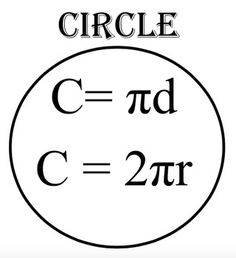 CIRCLE
C= πd
C = 2πr